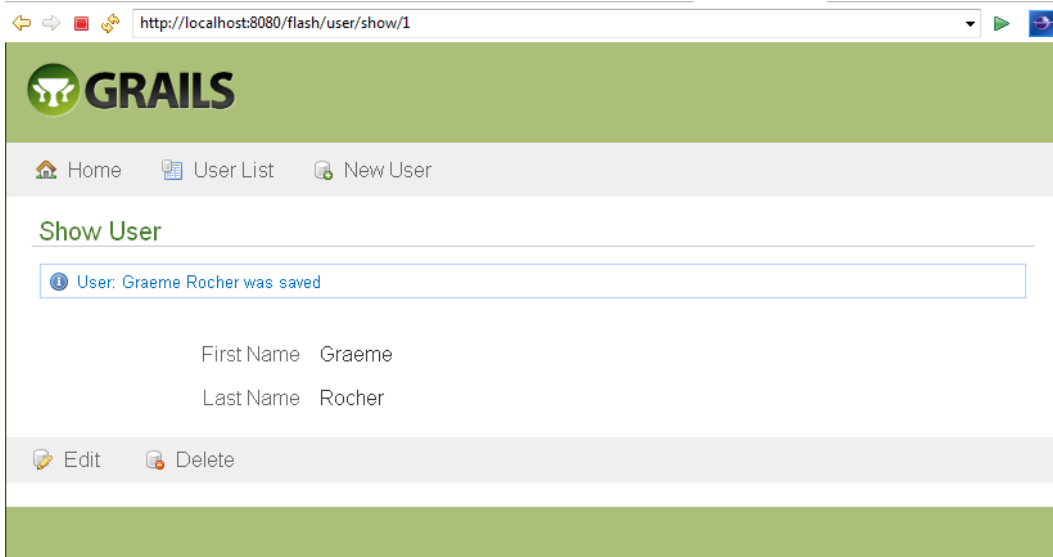 http://localhost:8080/flash/user/show/1
GRAILS
Home User List New User
Show User
User: Graeme Rocher was saved
First Name Graeme
Last Name Rocher
Edit Delete